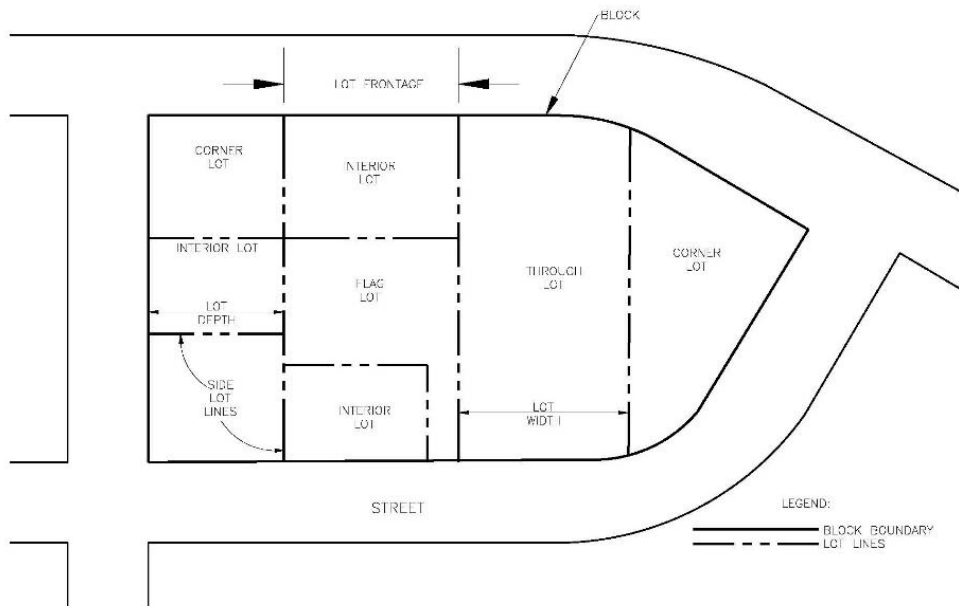 BLOCK
LOT FRONTAGE
CORNER
LOT
NTERIOR
LOT
INTERIOR LOT
FLAG
LOT
THROUGH
LOT
CORNER
LOT
LOT
DEPTH
SIDE
LOT
LINES
INTERIOR
LOT
LOT
WIDTH
STREET
LEGEND:
BLOCK BOUNDARY
LOT LINES